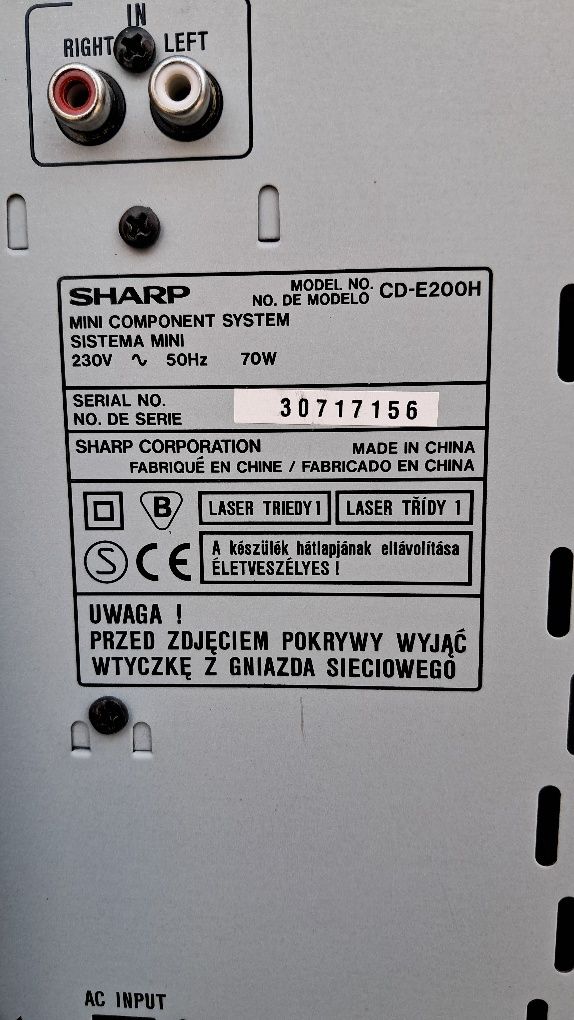 IN
RIGHT LEFT
SHARP
MODEL NO.
NO. DE MODELO CD-E200H
MINI COMPONENT SYSTEM
SISTEMA MINI
230V ∿ 50Hz 70W
SERIAL NO.
NO. DE SERIE
30717156
SHARP CORPORATION MADE IN CHINA
FABRIQUÉ EN CHINE / FABRICADO EN CHINA
B
LASER TRIEDY 1
LASER TŘÍDY 1
S CE
A készülék hátlapjának eltávolítása
ÉLETVESZÉLYES !
UWAGA !
PRZED ZDJĘCIEM POKRYWY WYJĄĆ
WTYCZKĘ Z GNIAZDA SIECIOWEGO
AC INPUT